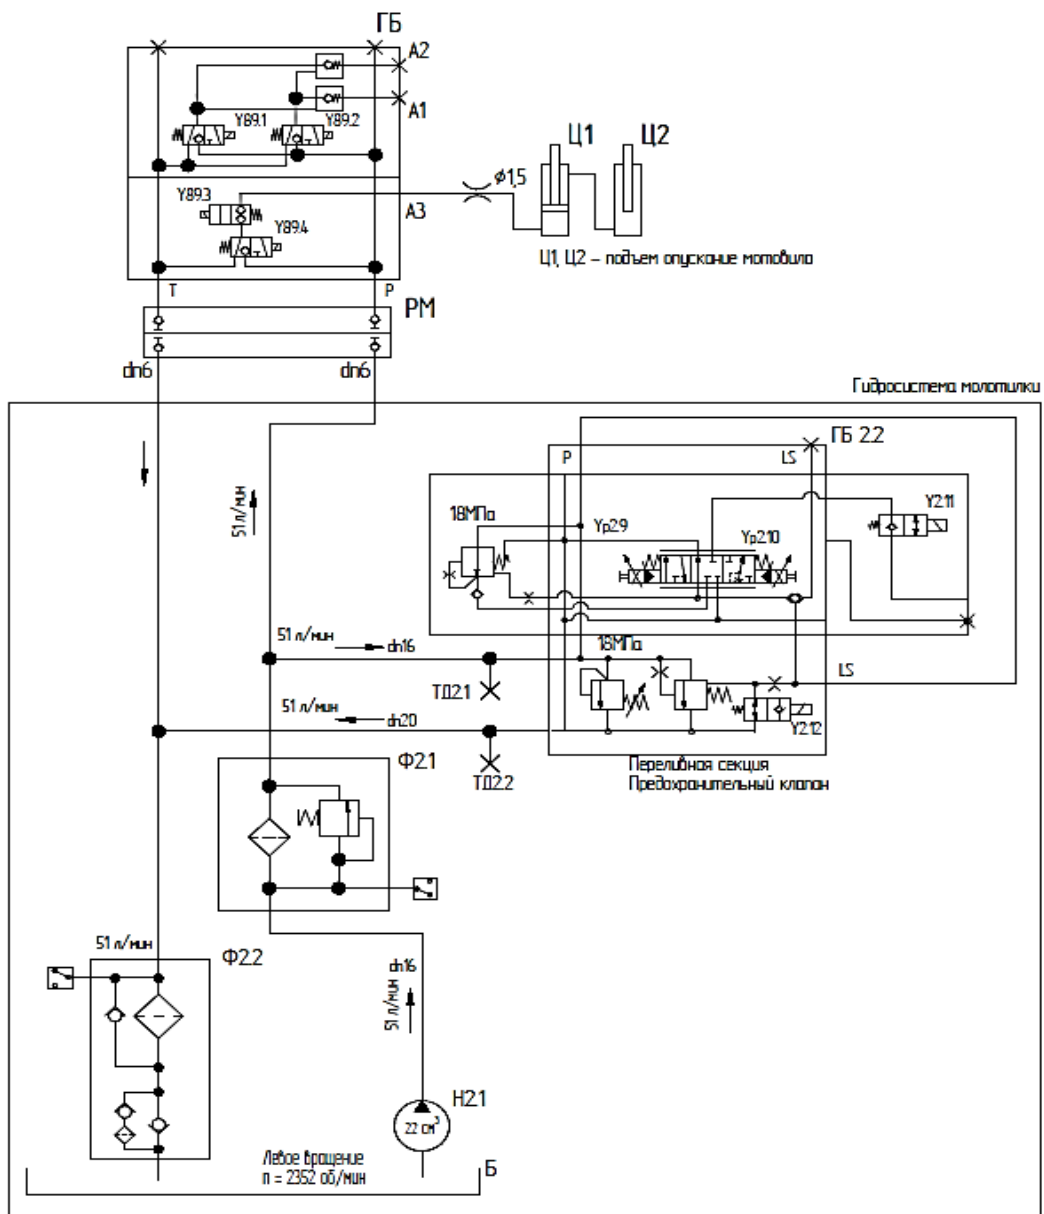 ГБ
А2
А1
Y89.1
Y89.2
Ц1
Ц2
Y89.3
Y89.4
А3
φ1,5
Ц1, Ц2 – подъем опускание мотовила
Т
Р
РМ
dn6
dn6
Гидросистема молотилки
ГБ 2.2
Р
LS
51 л/мин
18МПа
Yp2.9
Yp2.10
Y2.11
51 л/мин
dn16
18МПа
ТД2.1
LS
51 л/мин
dn20
Y2.12
ТД2.2
Ф2.1
Переливная секция
Предохранительный клапан
51 л/мин
Ф2.2
51 л/мин dn16
Н2.1
22 см³
Левое вращение
n = 2352 об/мин
Б